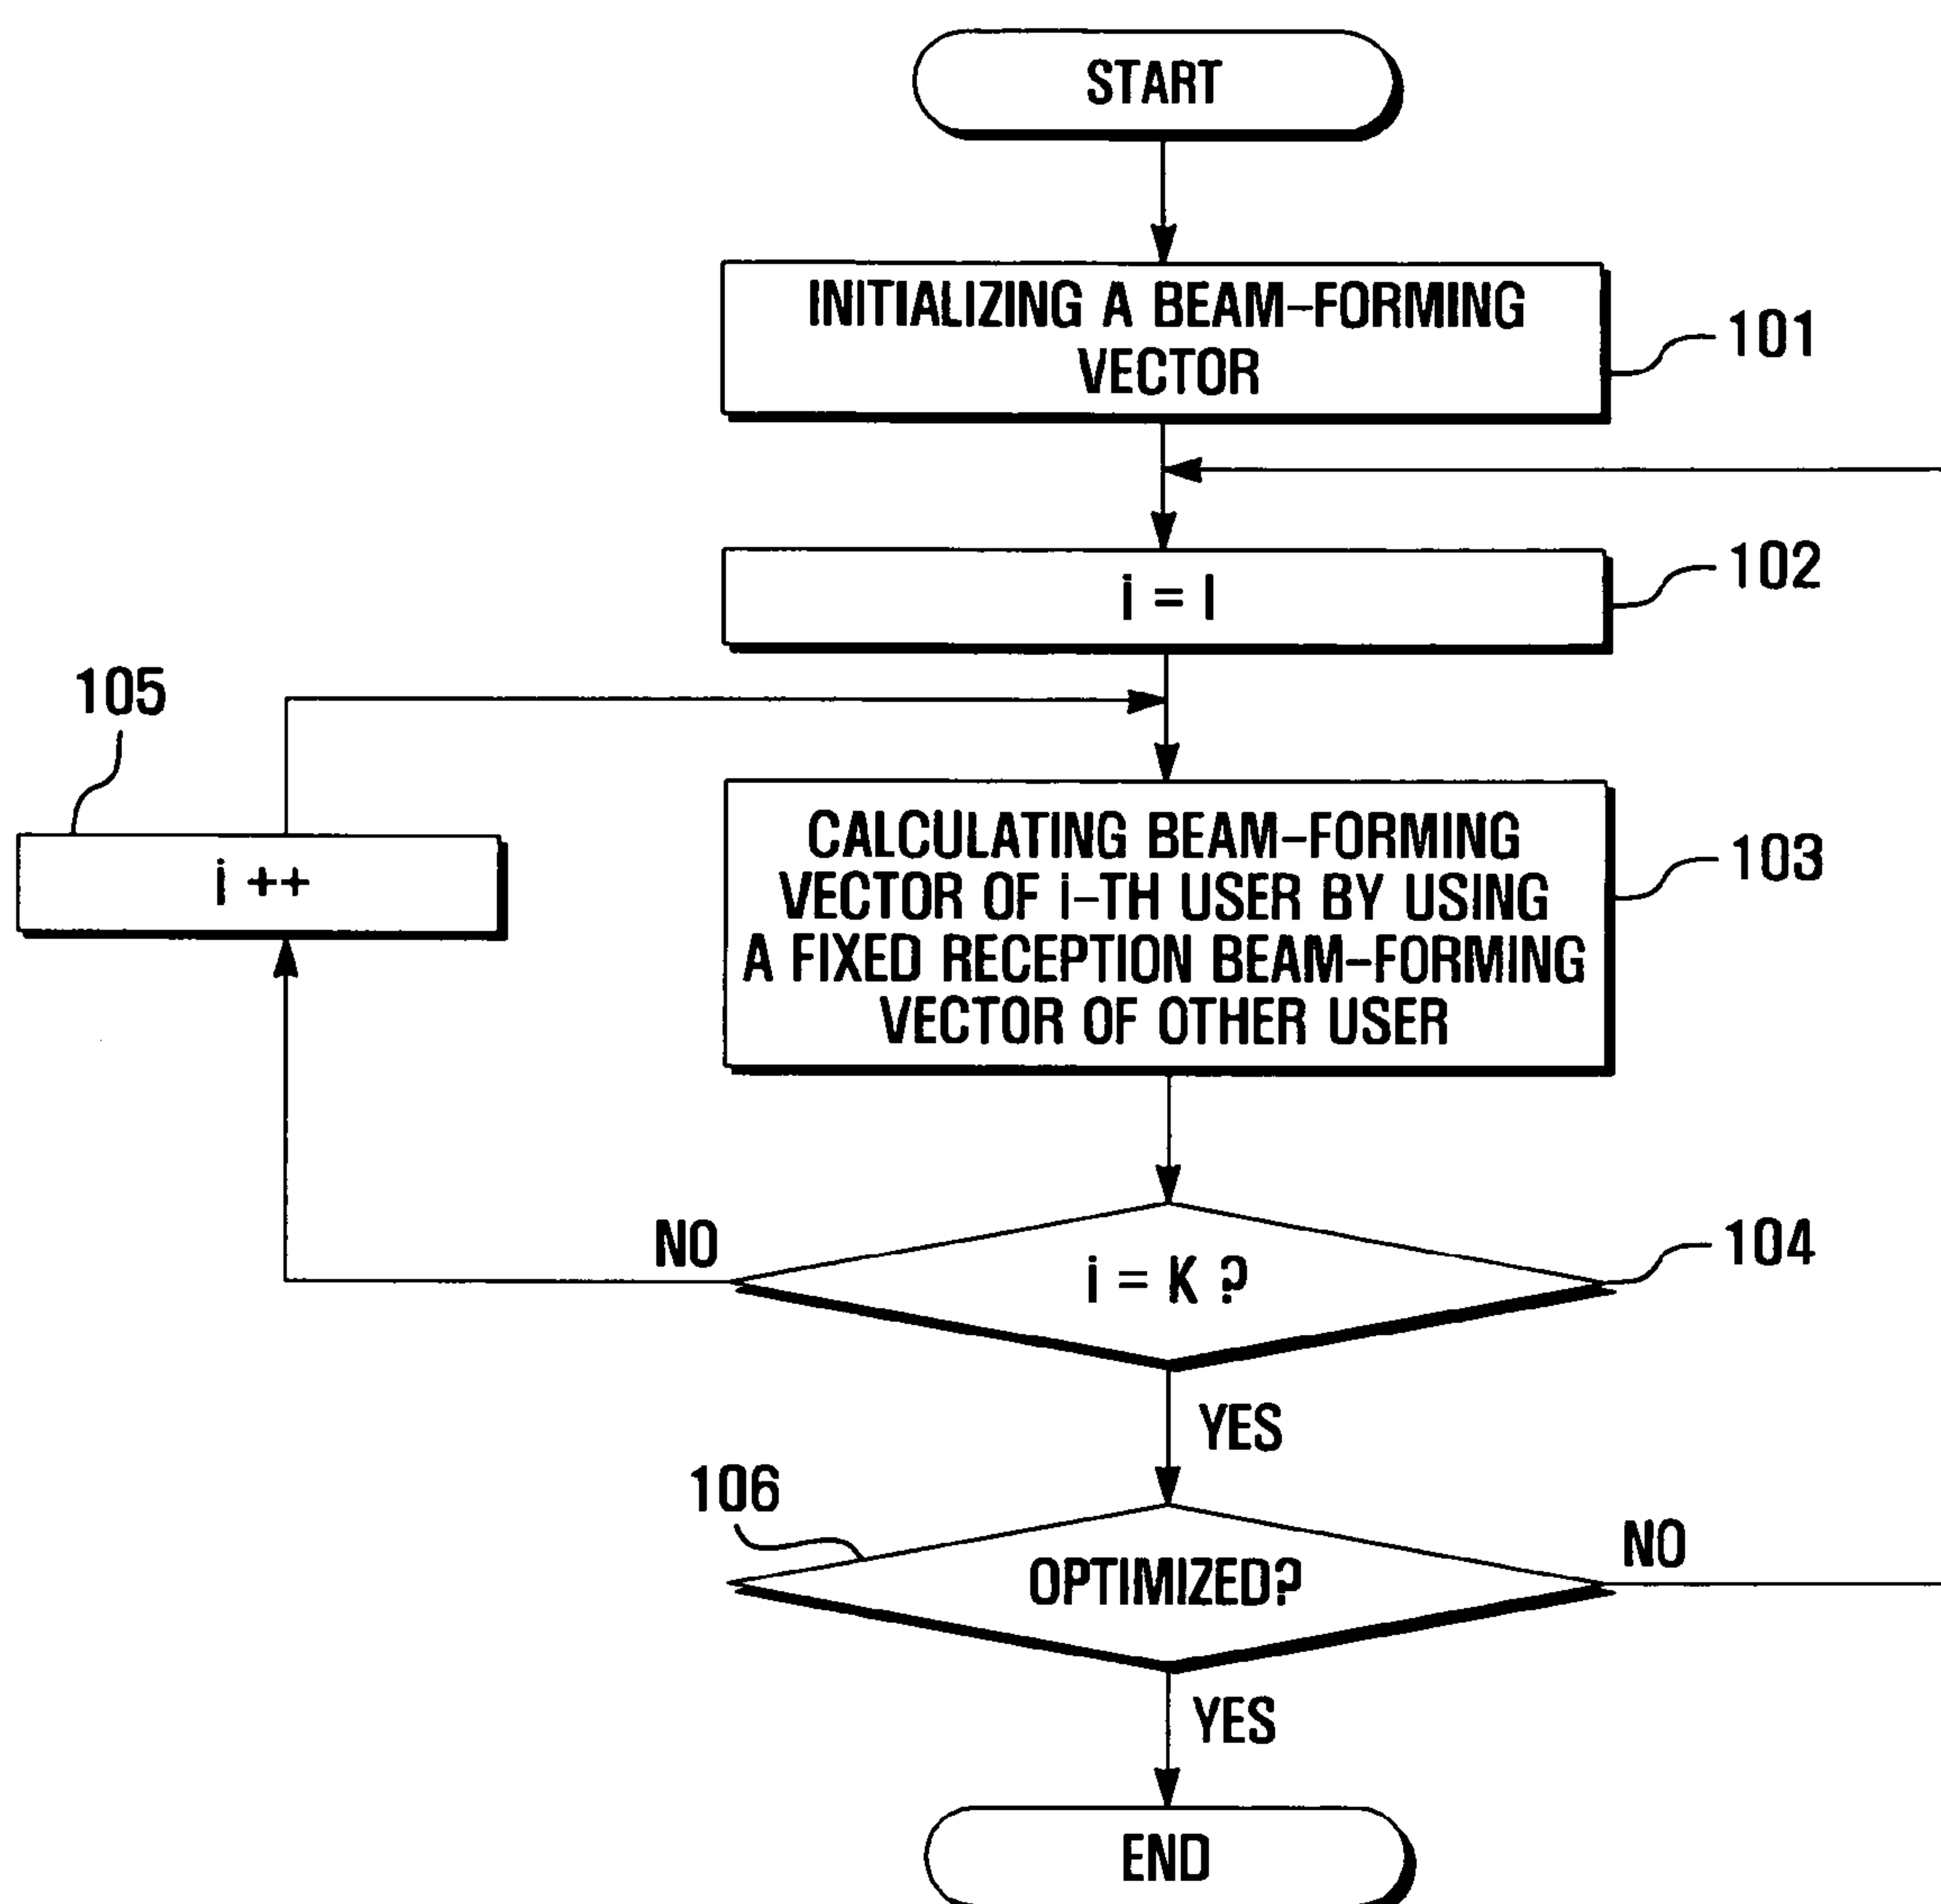 START
INITIALIZING A BEAM-FORMING
VECTOR
101
i = I
102
105
i ++
CALCULATING BEAM-FORMING
VECTOR OF i-TH USER BY USING
A FIXED RECEPTION BEAM-FORMING
VECTOR OF OTHER USER
103
NO
i = K ?
104
YES
106
OPTIMIZED?
NO
YES
END